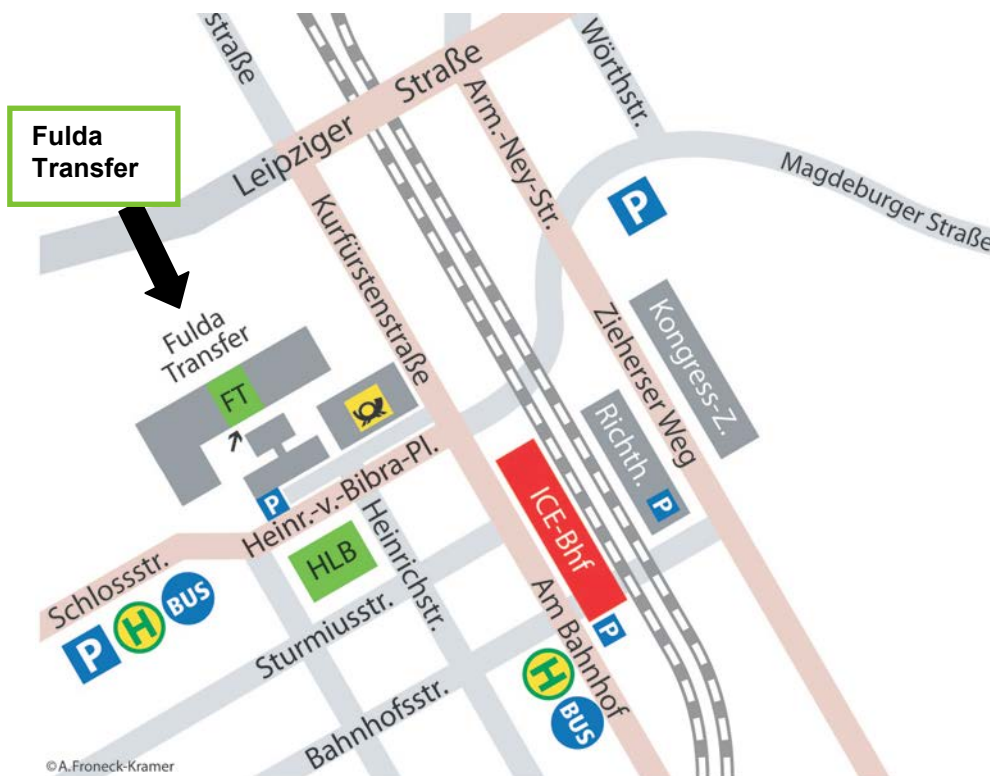 straße
Wörthstr.
Leipziger Straße
Arm.-Ney-Str.
Fulda
Transfer
P
Magdeburger Straße
Kurfürstenstraße
Fulda
Transfer
FT
Zieherser Weg
Kongress-Z.
Richth.
P
ICE-Bhf
P
Heinr.-v.-Bibra-Pl.
HLB
Heinrichstr.
Schlossstr.
P
H
BUS
Sturmiusstr.
Am Bahnhof
P
H
BUS
Bahnhofsstr.
©A.Froneck-Kramer